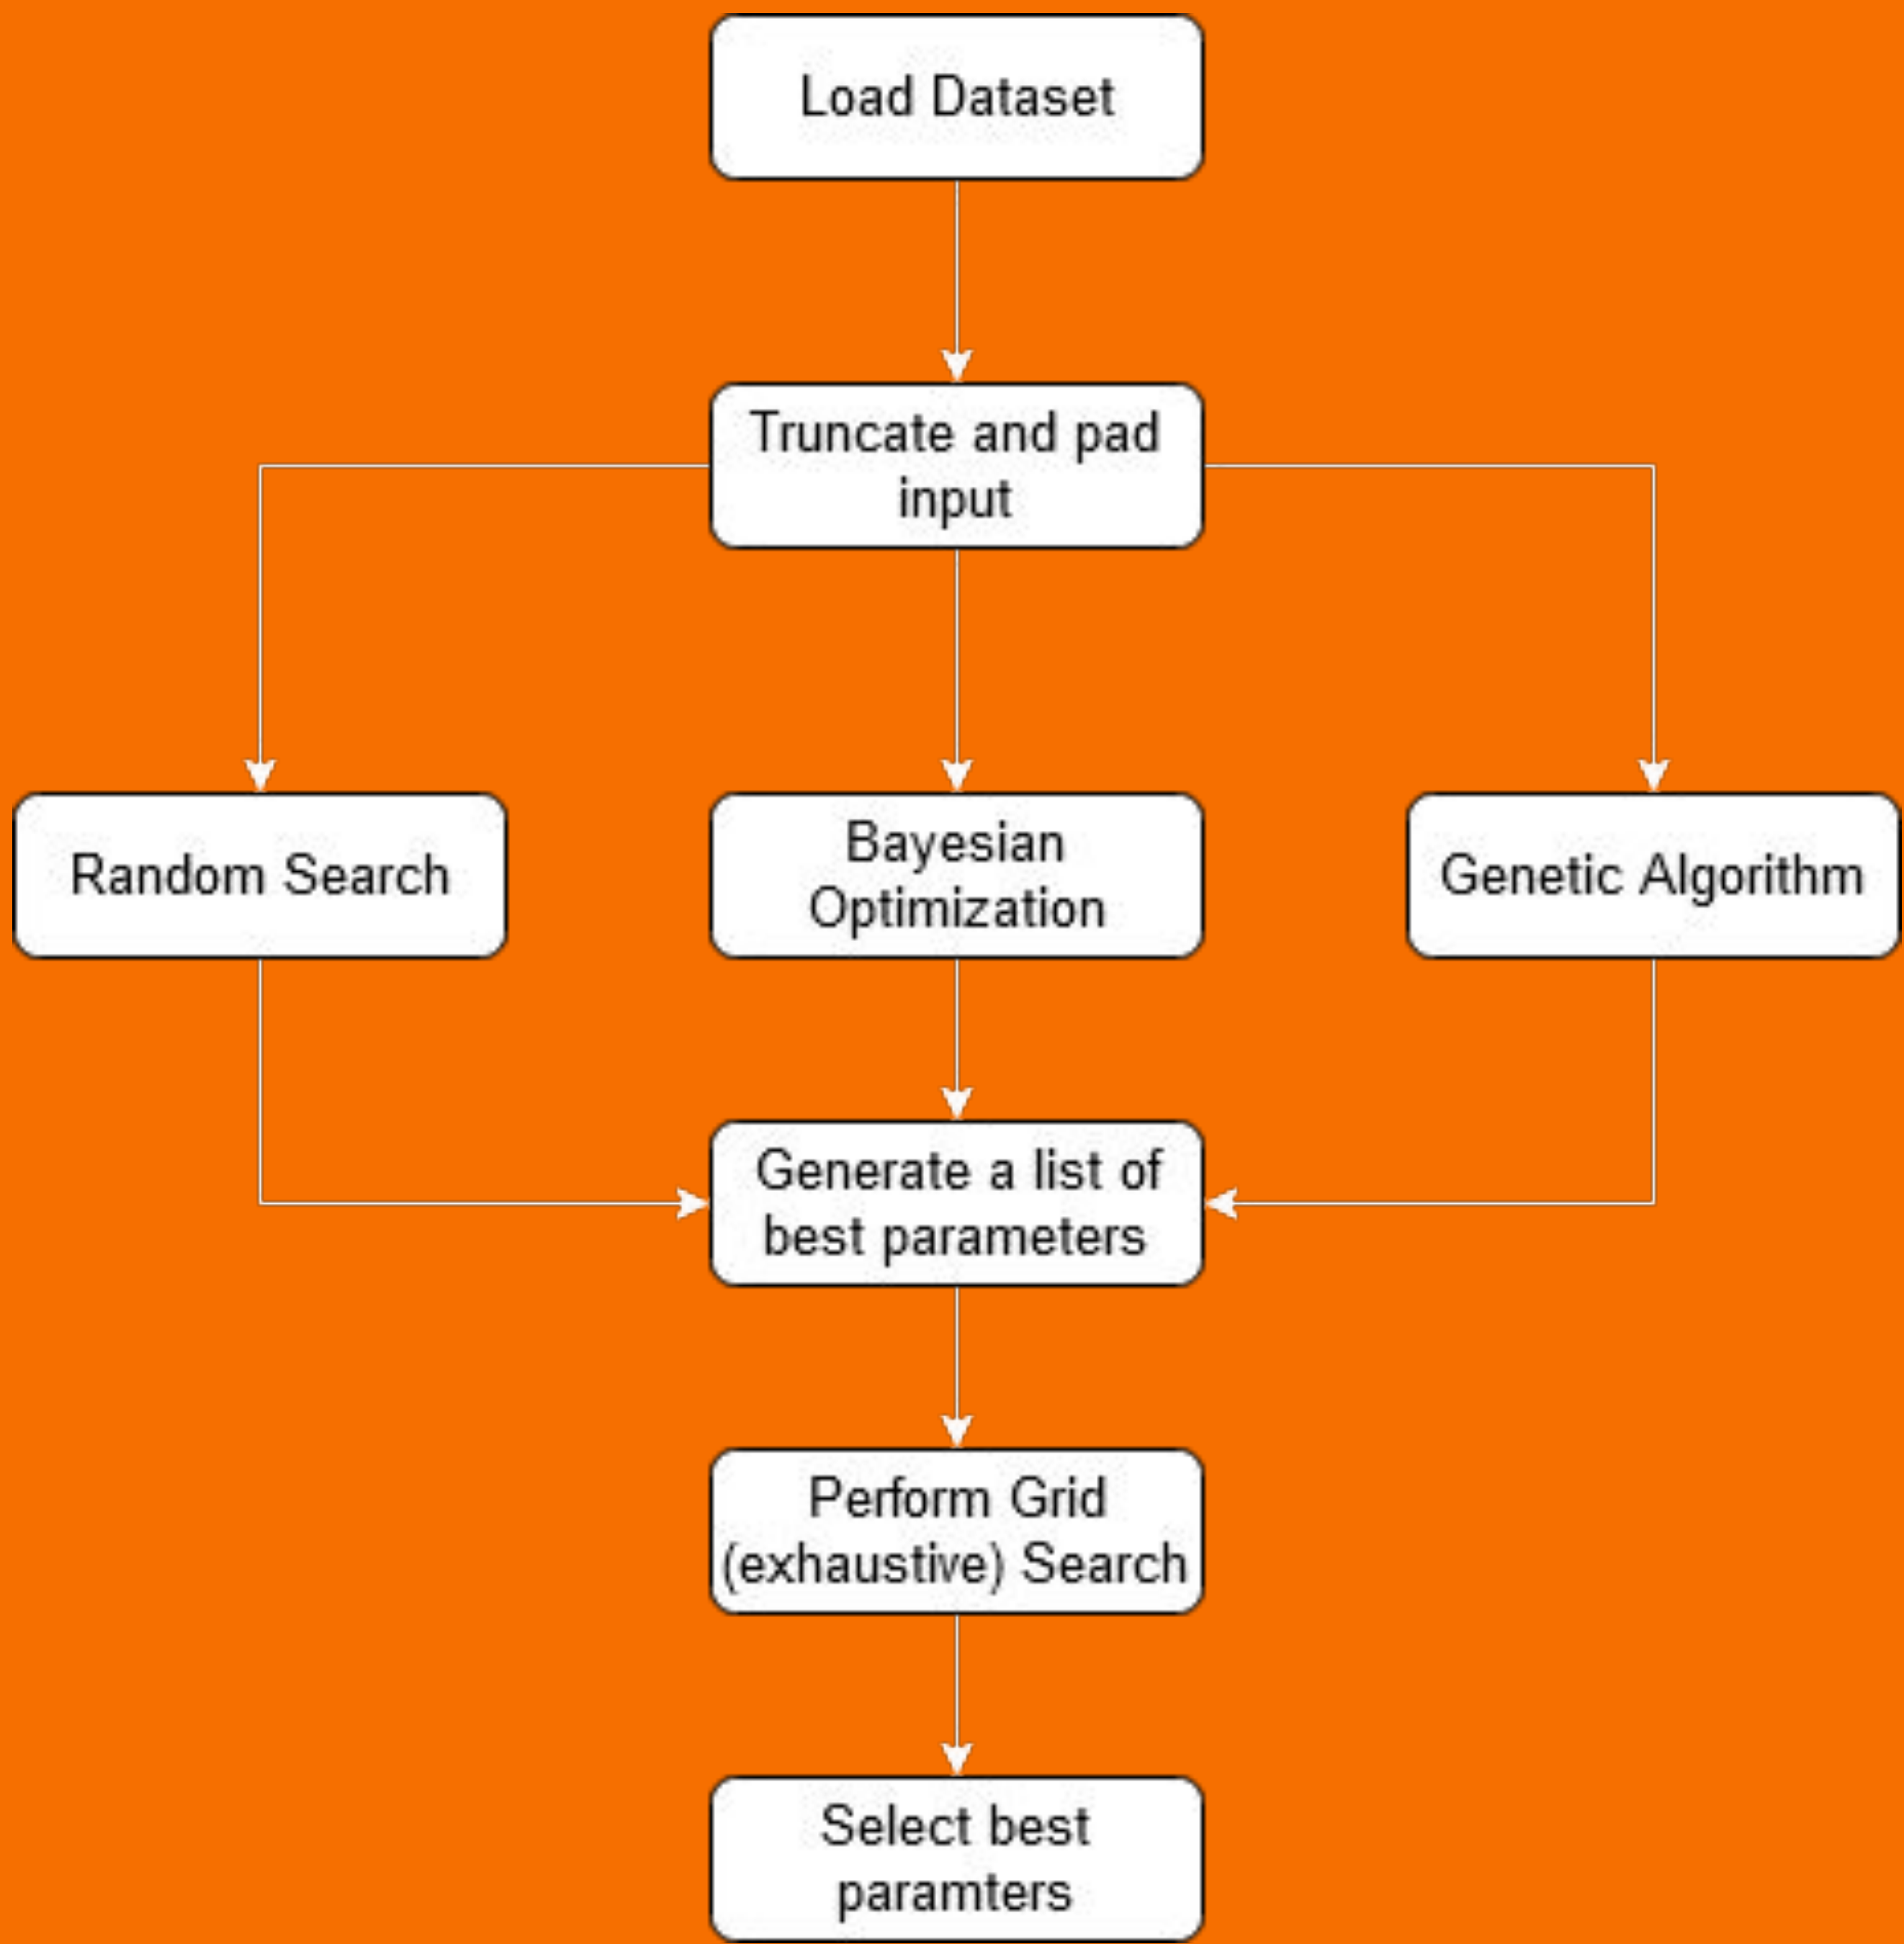 Load Dataset
Truncate and pad
input
Random Search
Bayesian
Optimization
Genetic Algorithm
Generate a list of
best parameters
Perform Grid
(exhaustive) Search
Select best
paramters